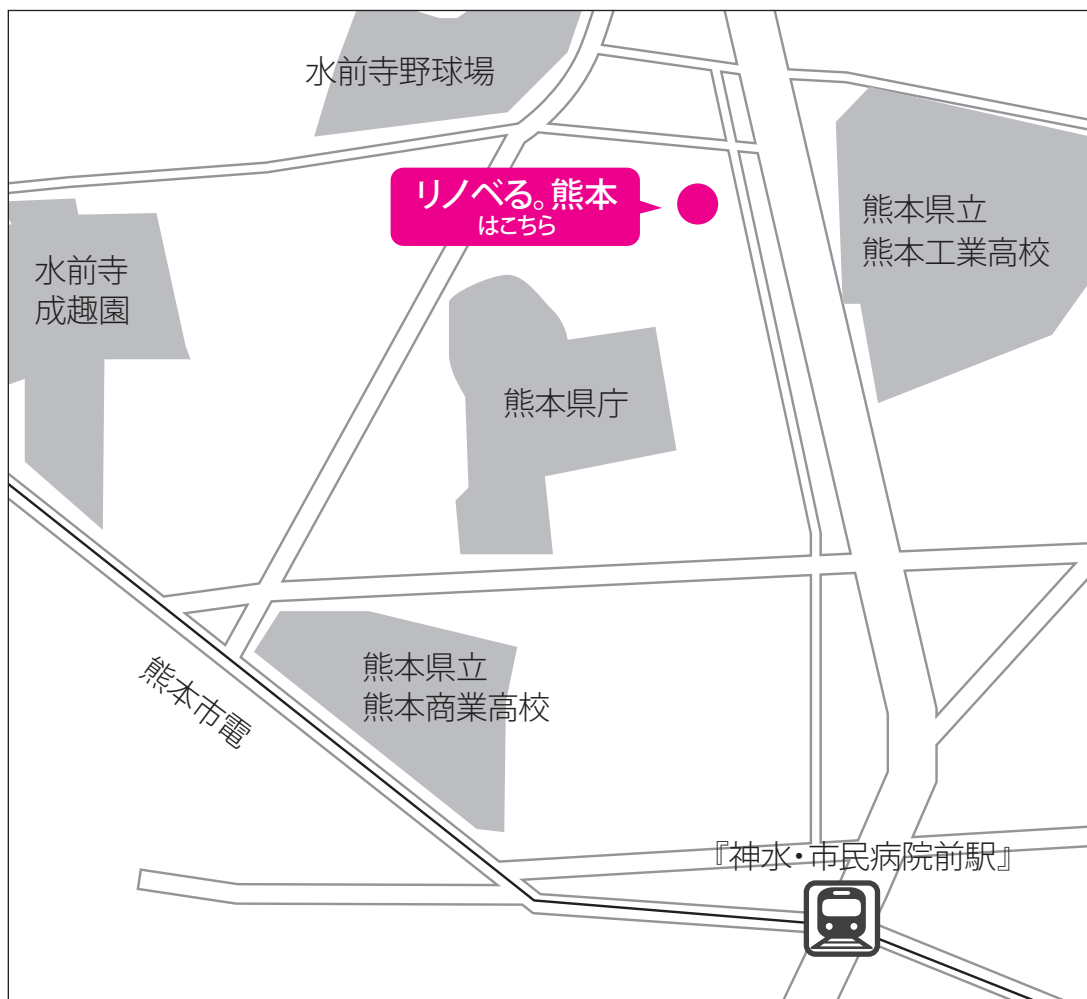 水前寺野球場
リノベる。熊本
はこちら
熊本県立
熊本工業高校
水前寺
成趣園
熊本県庁
熊本県立
熊本商業高校
熊本市電
『神水・市民病院前駅』